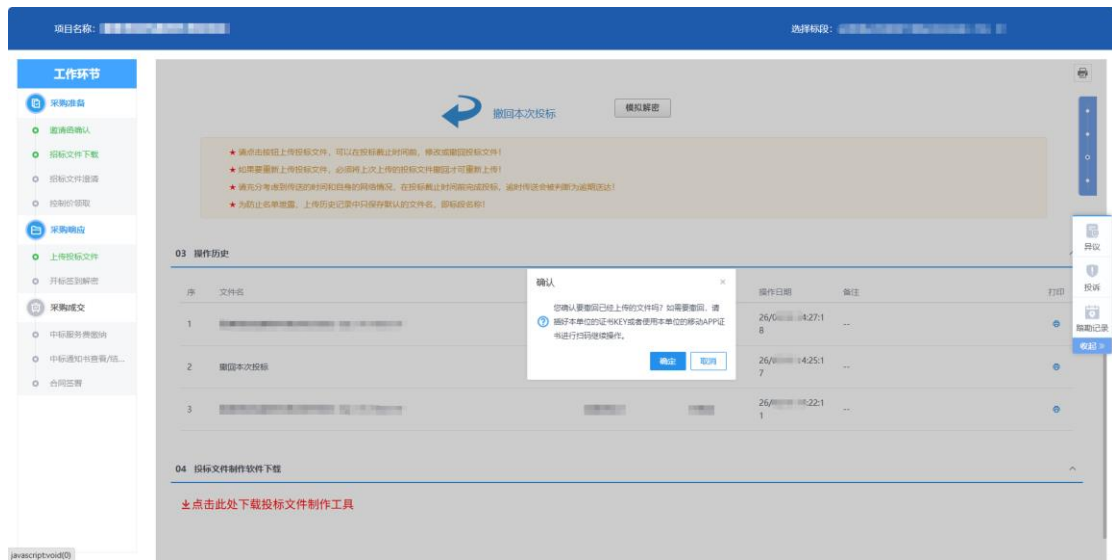 项目名称：
选择标段：
工作环节
采购准备
邀请函确认
招标文件下载
招标文件澄清
控制价领取
采购响应
上传投标文件
开标签到解密
采购成交
中标服务费缴纳
中标通知书查看/结...
合同签署
撤回本次投标
模拟解密
★ 请点击按钮上传投标文件，可以在投标截止时间前，修改或撤回投标文件！
★ 如果要重新上传投标文件，必须将上次上传的投标文件撤回才可重新上传！
★ 请充分考虑到传送的时间和自身的网络情况，在投标截止时间前完成投标，逾时传送会被判断为逾期送达！
★ 为防止名单泄露，上传历史记录中只保存默认的文件名，即标段名称！
03 操作历史
序
文件名
操作日期
备注
打印
1
26/
4:27:1
8
--
2
撤回本次投标
26/
4:25:1
7
--
3
26/
:22:1
1
--
确认
×
您确认要撤回已经上传的文件吗？如需要撤回，请
插好本单位的证书KEY或者使用本单位的移动APP证
书进行扫码继续操作。
确定
取消
04 投标文件制作软件下载
点击此处下载投标文件制作工具
异议
投诉
踏勘记录
收起 »
javascript:void(0)